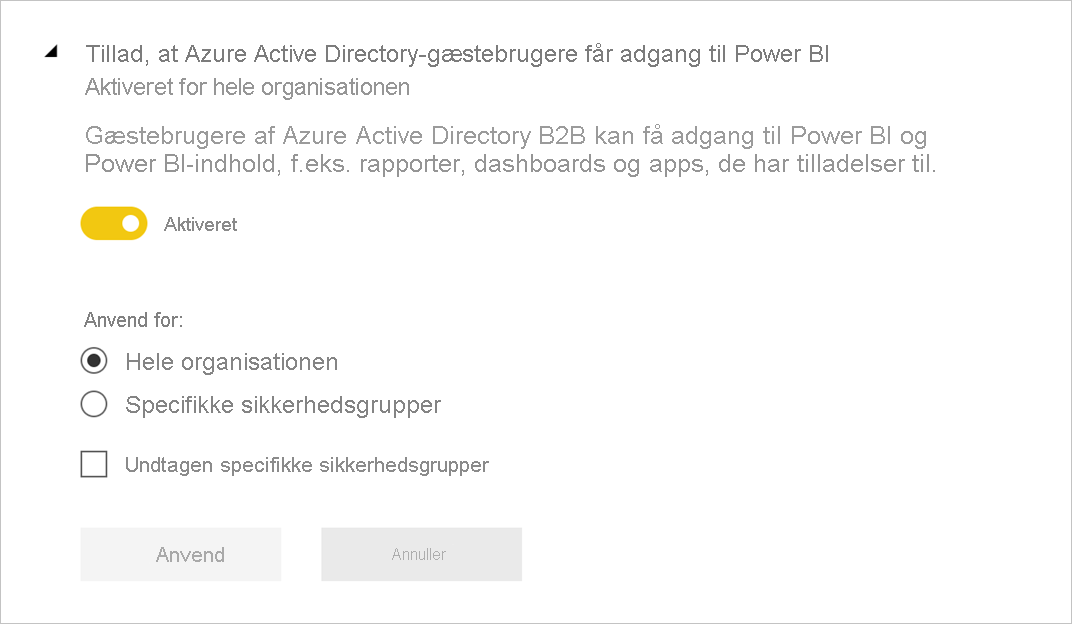 Tillad, at Azure Active Directory-gæstebrugere får adgang til Power BI
Aktiveret for hele organisationen
Gæstebrugere af Azure Active Directory B2B kan få adgang til Power BI og
Power BI-indhold, f.eks. rapporter, dashboards og apps, de har tilladelser til.
Aktiveret
Anvend for:
Hele organisationen
Specifikke sikkerhedsgrupper
Undtagen specifikke sikkerhedsgrupper
Anvend
Annuller